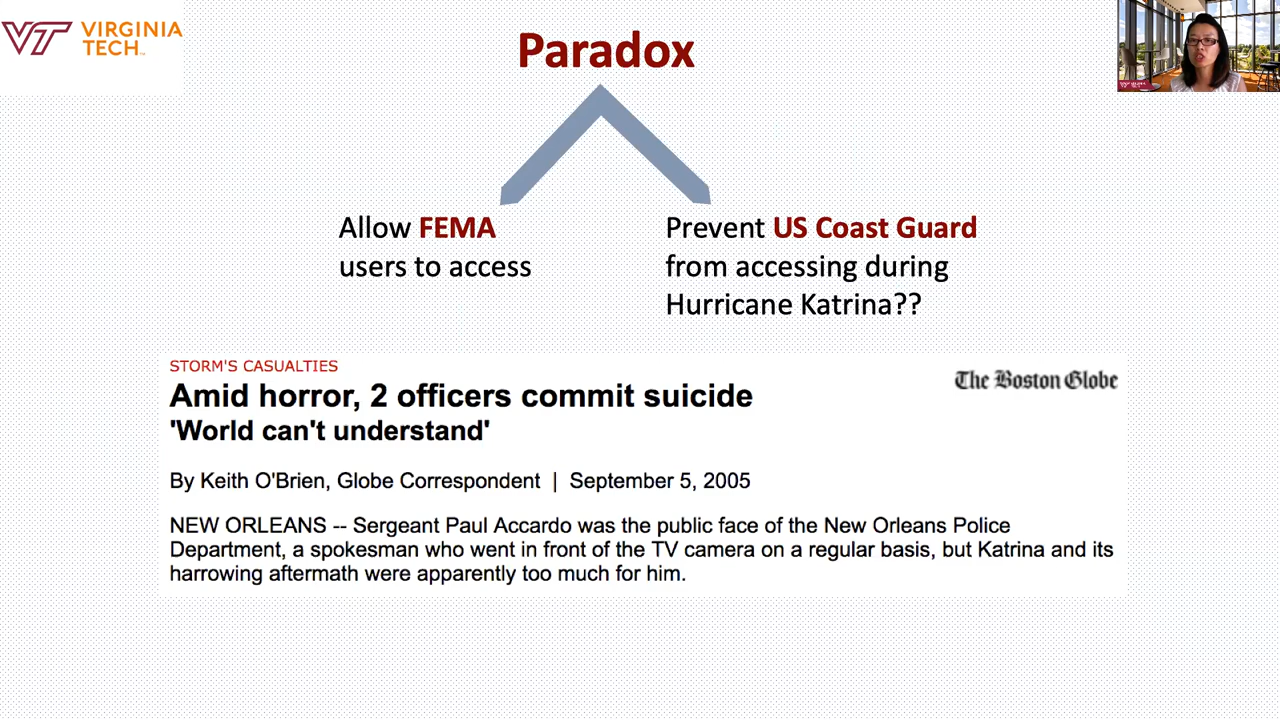 VIRGINIA
TECH
Paradox
Allow FEMA
users to access
Prevent US Coast Guard
from accessing during
Hurricane Katrina??
STORM'S CASUALTIES
The Boston Globe
Amid horror, 2 officers commit suicide
'World can't understand'
By Keith O'Brien, Globe Correspondent | September 5, 2005
NEW ORLEANS -- Sergeant Paul Accardo was the public face of the New Orleans Police
Department, a spokesman who went in front of the TV camera on a regular basis, but Katrina and its
harrowing aftermath were apparently too much for him.